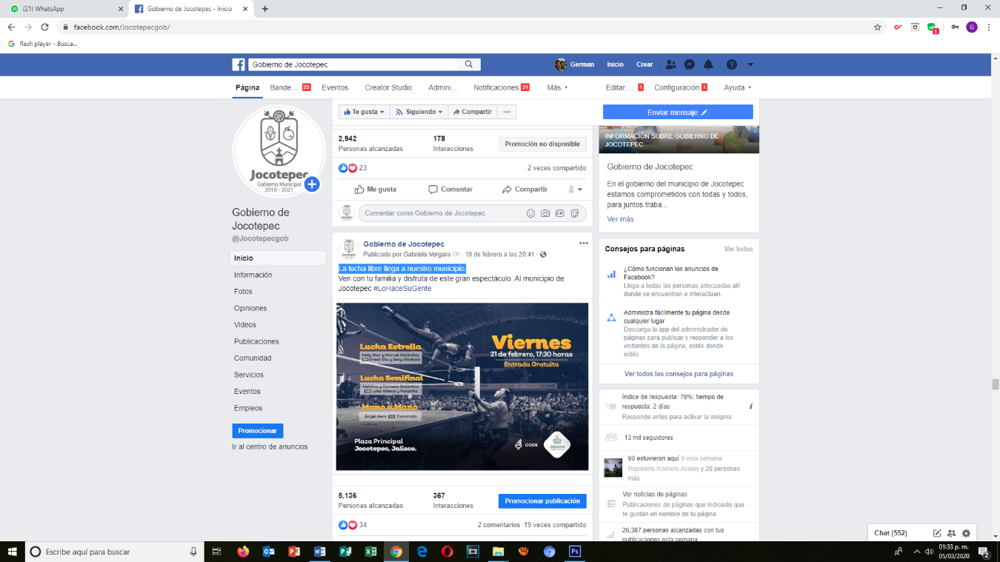 (21) WhatsApp
Gobierno de Jocotepec - Inicio
facebook.com/Jocotepecgob/
1
G
flash player - Busca...
Gobierno de Jocotepec
German
Inicio
Crear
Página
Bande... 23
Eventos
Creator Studio
Admini...
Notificaciones 21
Más
Editar ... 1
Configuración 1
Ayuda
Te gusta
Siguiendo
Compartir
Enviar mensaje
Jocotepec
Gobierno Municipal
2018 - 2021
Gobierno de
Jocotepec
@Jocotepecgob
Inicio
Información
Fotos
Opiniones
Videos
Publicaciones
Comunidad
Servicios
Eventos
Empleos
Promocionar
Ir al centro de anuncios
2,942
Personas alcanzadas
178
Interacciones
Promoción no disponible
23
2 veces compartido
Me gusta
Comentar
Compartir
Comentar como Gobierno de Jocotepec
GIF
Gobierno de Jocotepec
Publicado por Gabriela Vergara [?] · 19 de febrero a las 20:41 ·
La lucha libre llega a nuestro municipio.
Ven con tu familia y disfruta de este gran espectáculo. Al municipio de
Jocotepec #LoHaceSuGente
Lucha Estrella
Kelly Star y Marvel Galáctico
VS Great Eku y Sexy Gladiola
Lucha Semifinal
Neblina y Cometa Galáctico
VS Loko Azteca y Ponzoña
Mano a Mano
Ángel Aero VS Comando
Viernes
21 de febrero, 17:30 horas
Entrada Gratuita
Plaza Principal
Jocotepec, Jalisco.
CODE
Jalisco
5,136
Personas alcanzadas
367
Interacciones
Promocionar publicación
34
2 comentarios 19 veces compartido
INFORMACIÓN SOBRE GOBIERNO DE
JOCOTEPEC
Gobierno de Jocotepec
En el gobierno del municipio de Jocotepec
estamos comprometidos con todas y todos,
para juntos traba...
Ver más
Consejos para páginas
Ver todos
¿Cómo funcionan los anuncios de
Facebook?
Llega a todas las personas adecuadas allí
donde se encuentran e interactúan.
Administra fácilmente tu página desde
cualquier lugar
Descarga la app del administrador de
páginas para publicar y responder a los
visitantes de la página, estés donde
estés.
Ver todos los consejos para páginas
Índice de respuesta: 78%; tiempo de
respuesta: 2 días
Responde antes para activar la insignia
13 mil seguidores
90 estuvieron aquí 0 esta semana
Rigoberto Romero Avalos y 28 personas
más
Ver noticias de páginas
Publicaciones de páginas que indicaste que
te gustan en nombre de tu página
26,387 personas alcanzadas con tus
publicaciones esta semana
Chat (552)
Escribe aquí para buscar
01:33 p. m.
05/03/2020
2